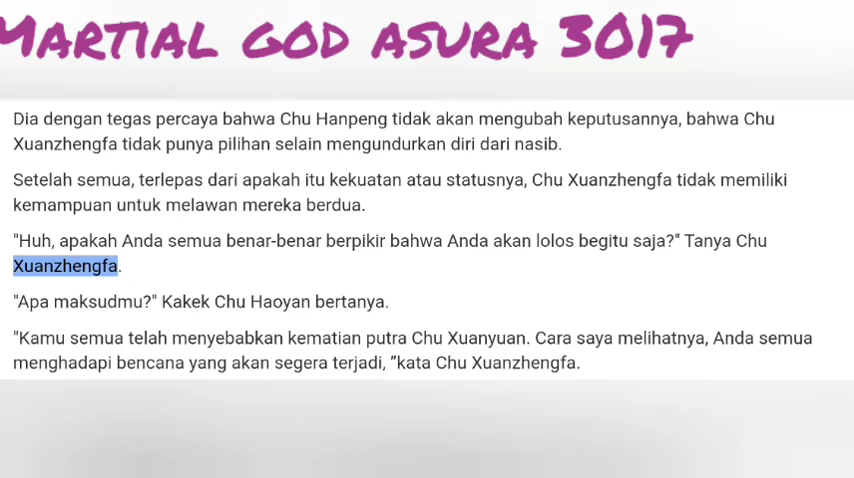 MARTIAL GOD ASURA 3017
Dia dengan tegas percaya bahwa Chu Hanpeng tidak akan mengubah keputusannya, bahwa Chu
Xuanzhengfa tidak punya pilihan selain mengundurkan diri dari nasib.
Setelah semua, terlepas dari apakah itu kekuatan atau statusnya, Chu Xuanzhengfa tidak memiliki
kemampuan untuk melawan mereka berdua.
"Huh, apakah Anda semua benar-benar berpikir bahwa Anda akan lolos begitu saja?" Tanya Chu
Xuanzhengfa.
"Apa maksudmu?" Kakek Chu Haoyan bertanya.
"Kamu semua telah menyebabkan kematian putra Chu Xuanyuan. Cara saya melihatnya, Anda semua
menghadapi bencana yang akan segera terjadi, ”kata Chu Xuanzhengfa.